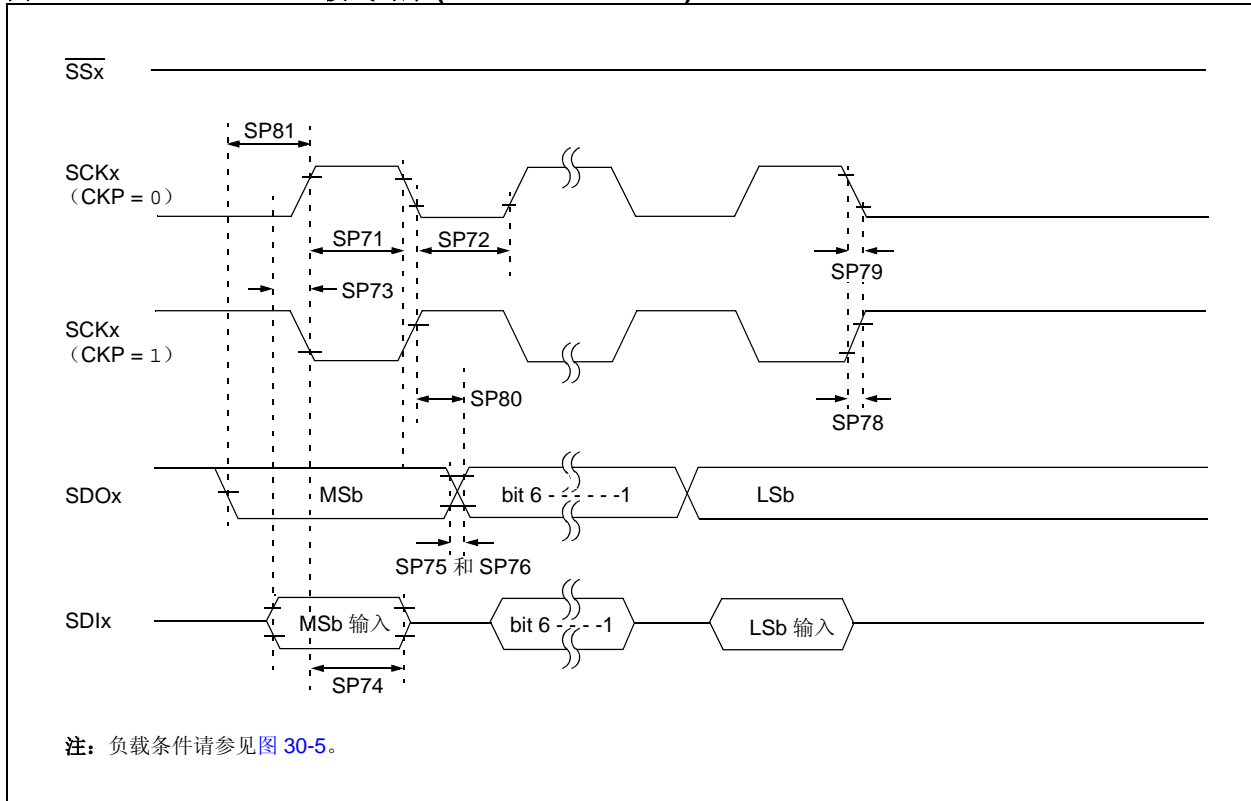 SSx
SP81
SCKx
（CKP = 0）
SP71
SP72
SP79
SP73
SCKx
（CKP = 1）
SP80
SP78
SDOx
MSb
bit 6 - - - - - -1
LSb
SP75 和 SP76
SDIx
MSb 输入
bit 6 - - - -1
LSb 输入
SP74
注：负载条件请参见图 30-5。